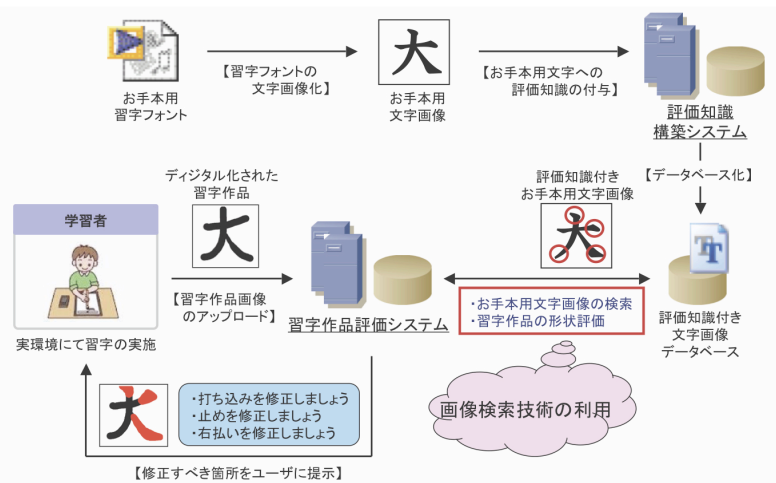 お手本用
習字フォント
【習字フォントの
文字画像化】
大
お手本用
文字画像
【お手本用文字への
評価知識の付与】
評価知識
構築システム
【データベース化】
ディジタル化された
習字作品
大
評価知識付き
お手本用文字画像
大
TT
学習者
実環境にて習字の実施
【習字作品画像
のアップロード】
習字作品評価システム
・お手本用文字画像の検索
・習字作品の形状評価
評価知識付き
文字画像
データベース
大
・打ち込みを修正しましょう
・止めを修正しましょう
・右払いを修正しましょう
画像検索技術の利用
【修正すべき箇所をユーザに提示】